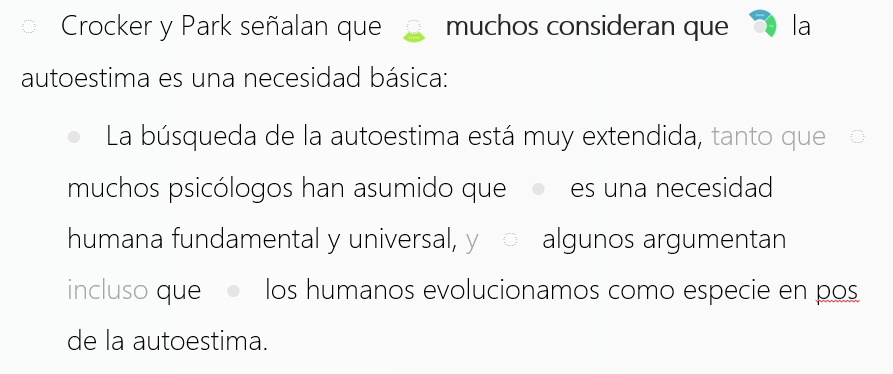 Crocker y Park señalan que muchos consideran que la
autoestima es una necesidad básica:
La búsqueda de la autoestima está muy extendida, tanto que
muchos psicólogos han asumido que es una necesidad
humana fundamental y universal, y algunos argumentan
incluso que los humanos evolucionamos como especie en pos
de la autoestima.